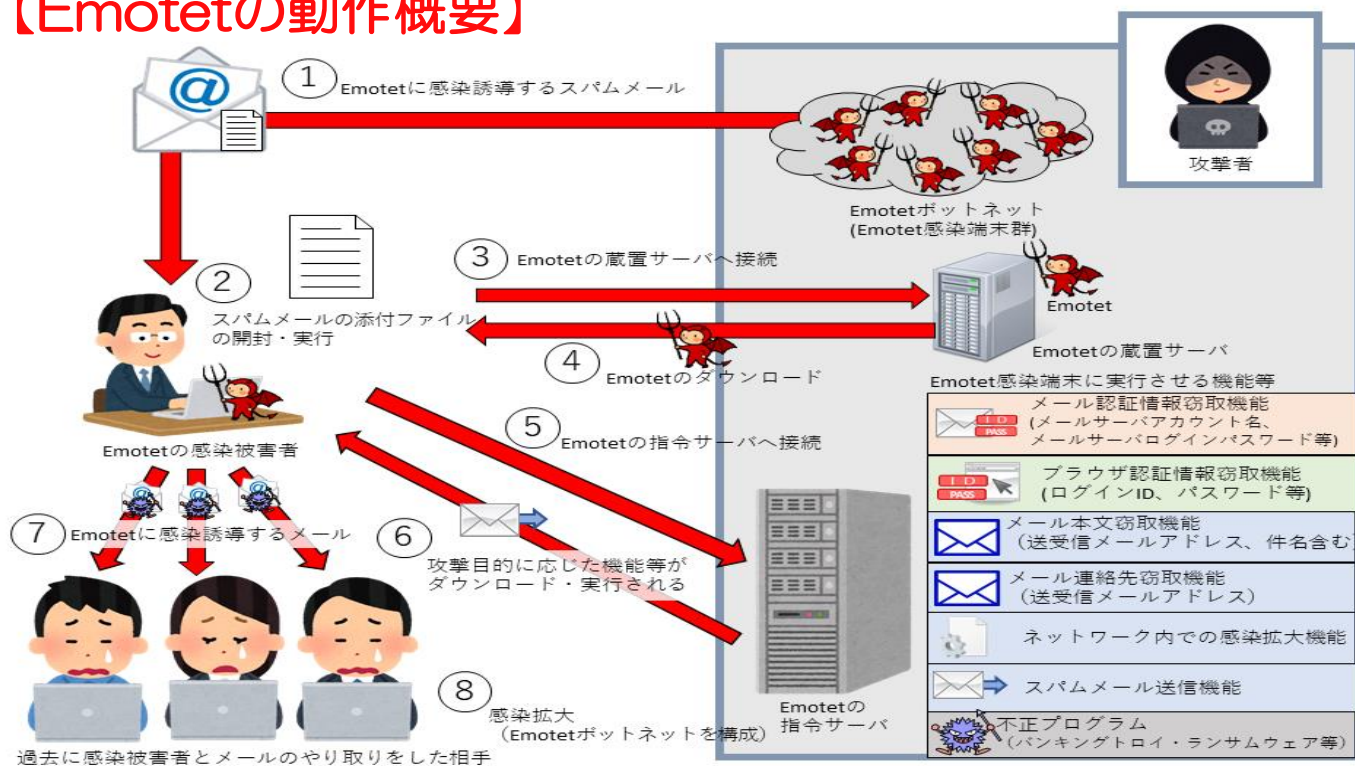 【Emotetの動作概要】
① Emotetに感染誘導するスパムメール
攻撃者
Emotetボットネット
(Emotet感染端末群)
②
スパムメールの添付ファイル
の開封・実行
③ Emotetの蔵置サーバへ接続
Emotet
Emotetの蔵置サーバ
④
Emotetのダウンロード
Emotetの感染被害者
⑤
Emotetの指令サーバへ接続
⑥
攻撃目的に応じた機能等が
ダウンロード・実行される
⑦ Emotetに感染誘導するメール
⑧
感染拡大
(Emotetボットネットを構成)
過去に感染被害者とメールのやり取りをした相手
Emotetの
指令サーバ
Emotet感染端末に実行させる機能等
ID
PASS
メール認証情報窃取機能
(メールサーバアカウント名、
メールサーバログインパスワード等)
ID
PASS
ブラウザ認証情報窃取機能
(ログインID、パスワード等)
メール本文窃取機能
(送受信メールアドレス、件名含む)
メール連絡先窃取機能
(送受信メールアドレス)
ネットワーク内での感染拡大機能
スパムメール送信機能
不正プログラム
(バンキングトロイ・ランサムウェア等)